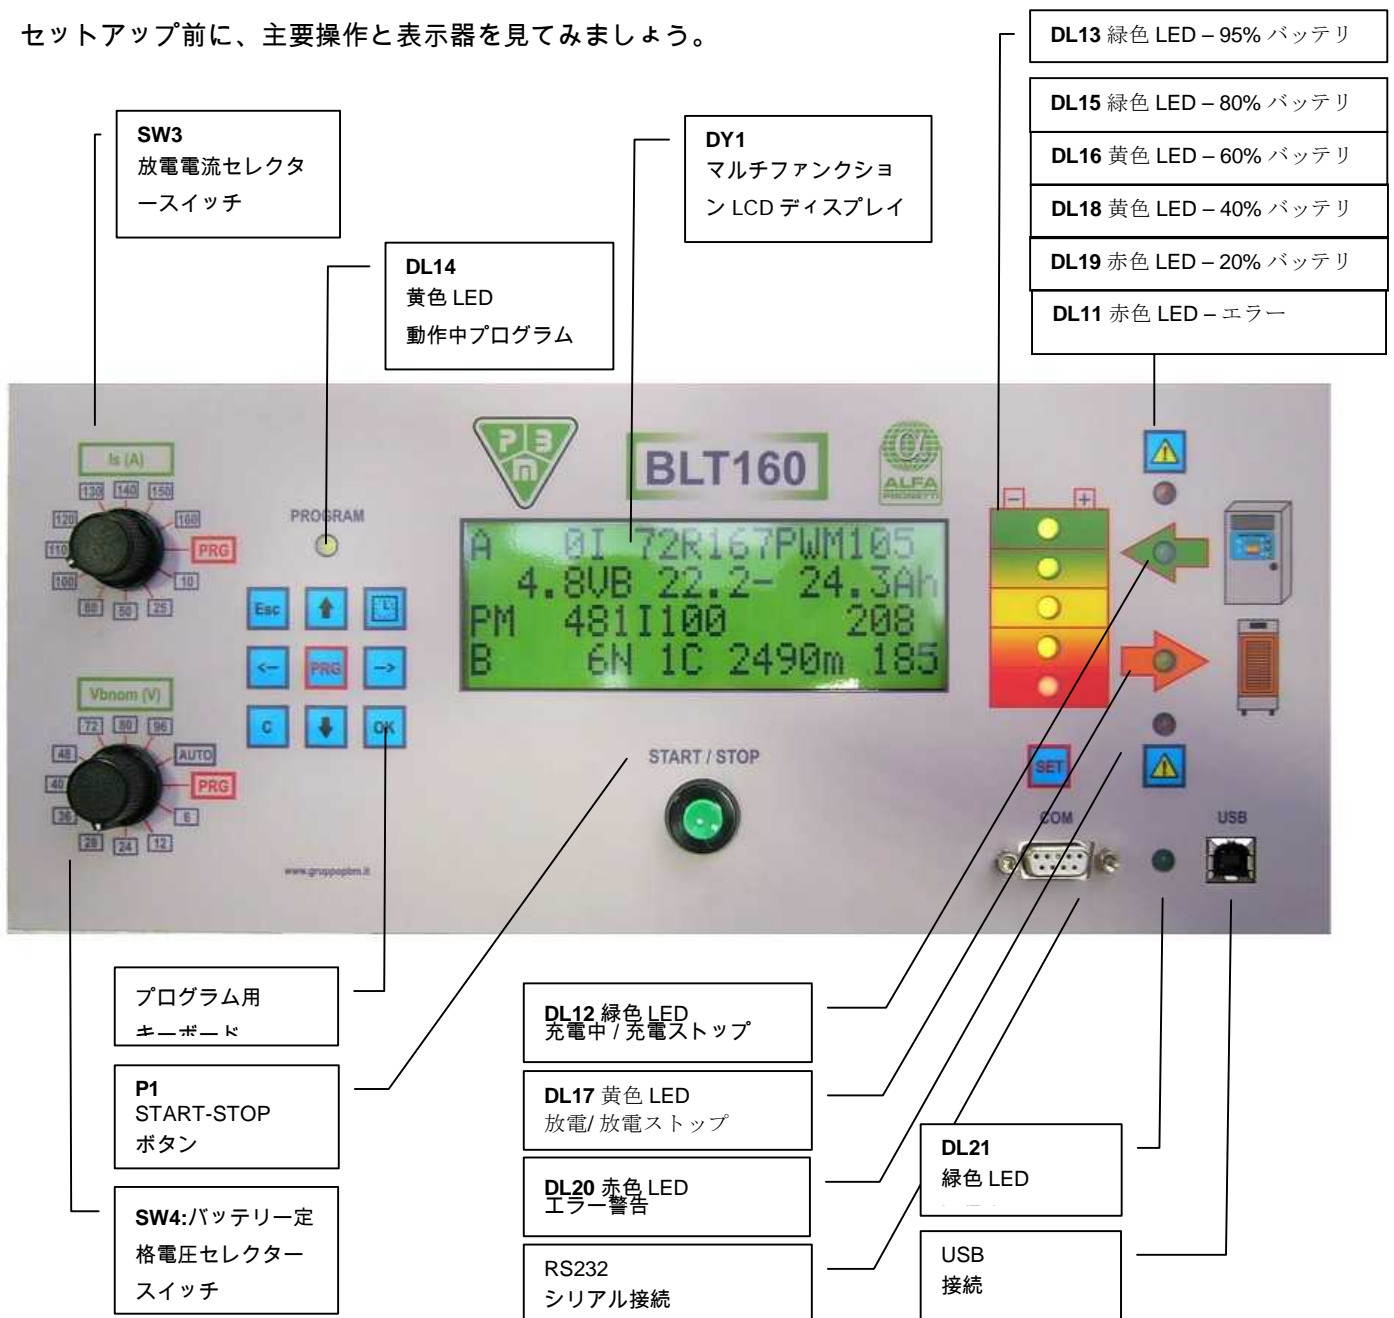 セットアップ前に、主要操作と表示器を見てみましょう。
DL13 緑色 LED – 95% バッテリ
DL15 緑色 LED – 80% バッテリ
DL16 黄色 LED – 60% バッテリ
DL18 黄色 LED – 40% バッテリ
DL19 赤色 LED – 20% バッテリ
DL11 赤色 LED – エラー
SW3
放電電流セレクタ
ースイッチ
DY1
マルチファンクショ
ン LCD ディスプレイ
DL14
黄色 LED
動作中プログラム
Is (A)
130 140 150
120 160
110 PRG
100 10
50 25
PROGRAM
Esc
<- PRG ->
C OK
PBM
BLT160
ALFA
A 0I 72R167PWM105
4.8VB 22.2- 24.3Ah
PM 481I100 208
B 6N 1C 2490m 185
- +
Vbnom (V)
72 80 96
48 AUTO
40 PRG
36 6
28 24 12
www.gruppopbm.it
START / STOP
SET
COM
USB
プログラム用
キーボード
P1
START-STOP
ボタン
SW4:バッテリー定
格電圧セレクター
スイッチ
DL12 緑色 LED
充電中 / 充電ストップ
DL17 黄色 LED
放電/ 放電ストップ
DL20 赤色 LED
エラー警告
RS232
シリアル接続
DL21
緑色 LED
USB
接続